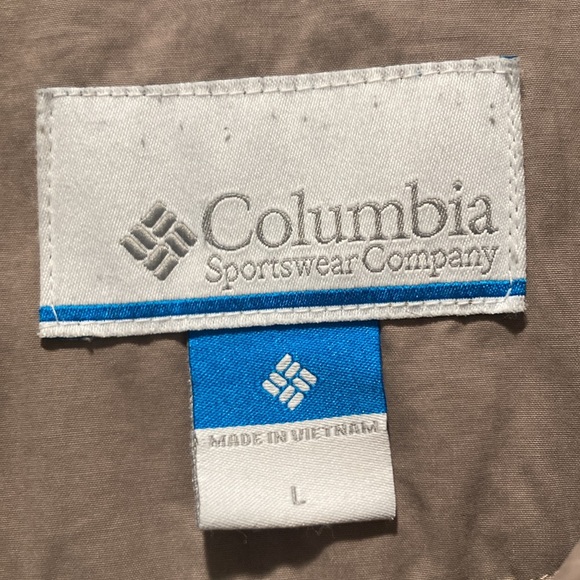 Columbia
Sportswear Company
MADE IN VIETNAM
L